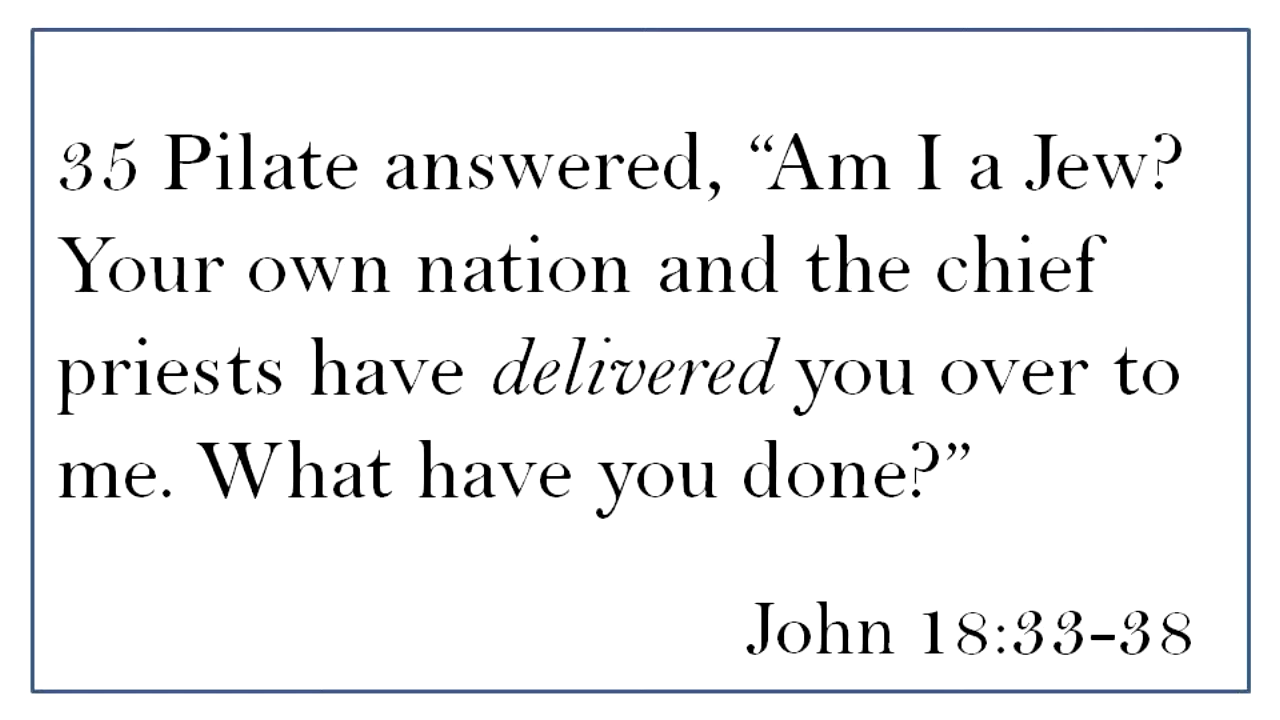 35 Pilate answered, “Am I a Jew?
Your own nation and the chief
priests have delivered you over to
me. What have you done?”
John 18:33-38